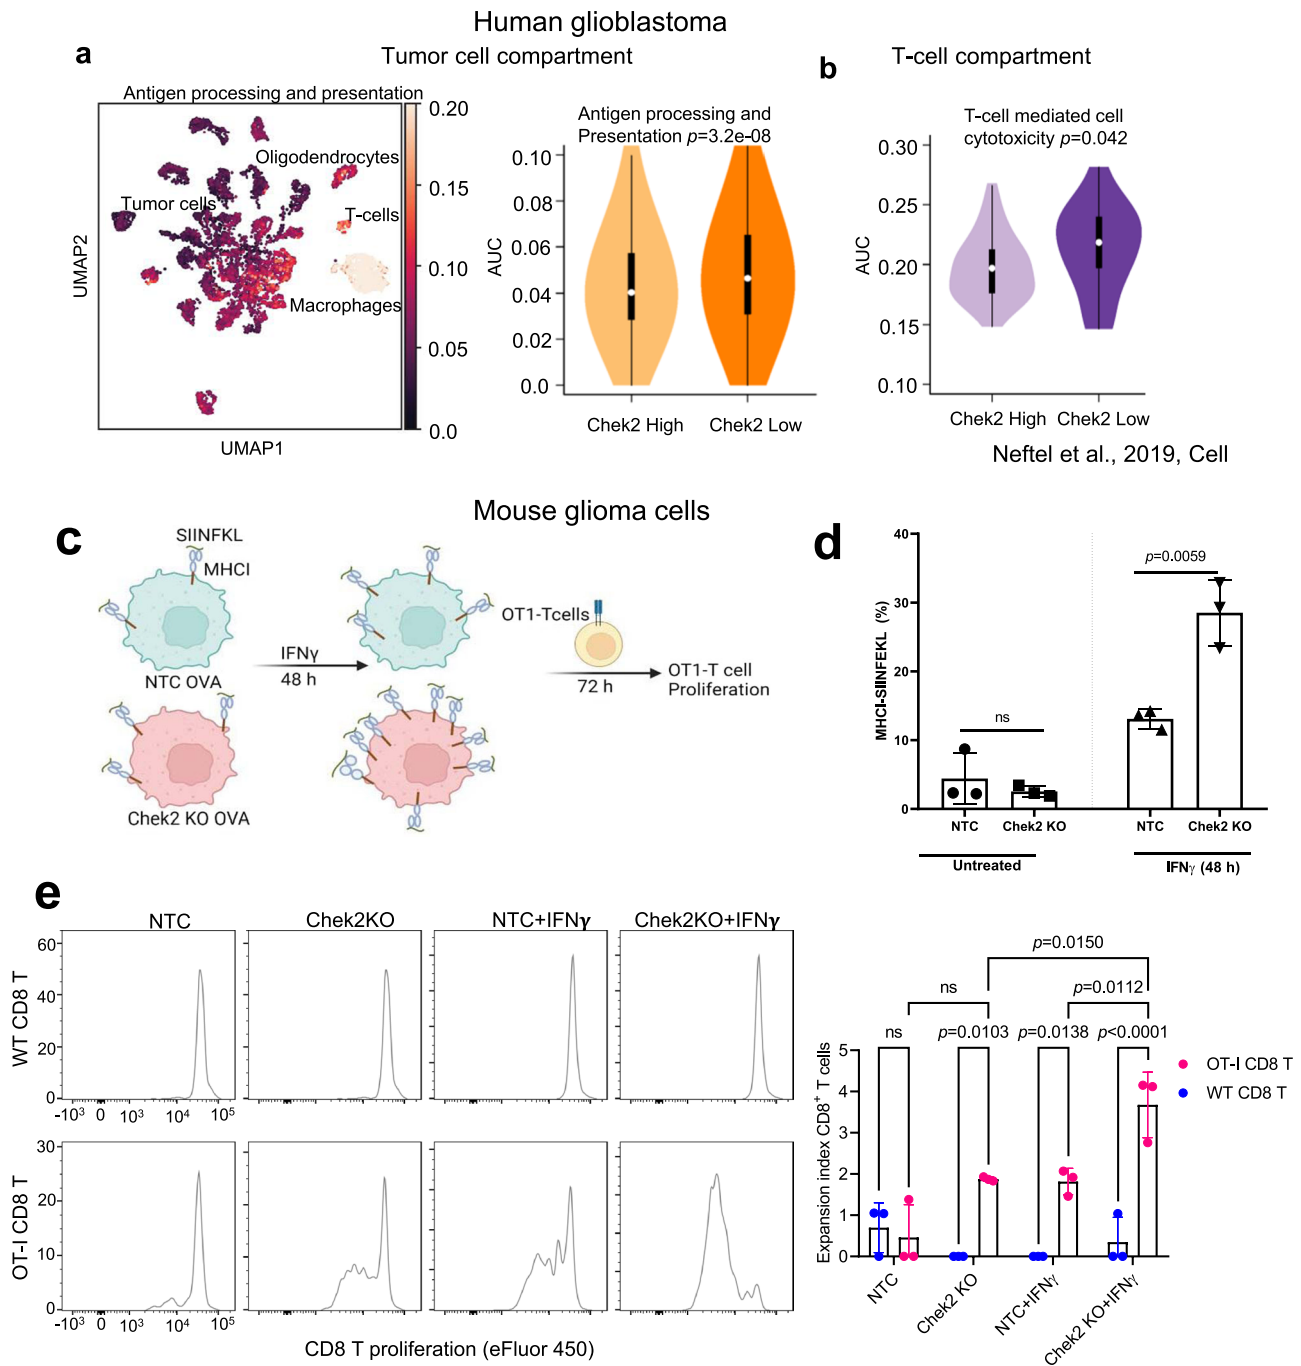 Human glioblastoma
a
Tumor cell compartment
b
T-cell compartment
Antigen processing and presentation
0.20
0.15
0.10
0.05
0.0
Oligodendrocytes
Tumor cells
T-cells
Macrophages
UMAP2
UMAP1
Antigen processing and
Presentation p=3.2e-08
AUC
0.10
0.08
0.06
0.04
0.02
0.0
Chek2 High
Chek2 Low
T-cell mediated cell
cytotoxicity p=0.042
AUC
0.30
0.25
0.20
0.15
0.10
Chek2 High
Chek2 Low
Neftel et al., 2019, Cell
Mouse glioma cells
c
SIINFKL
MHCI
NTC OVA
IFNγ
48 h
Chek2 KO OVA
OT1-Tcells
72 h
OT1-T cell
Proliferation
d
MHCI-SIINFEKL (%)
40
30
20
10
0
p=0.0059
ns
NTC
Chek2 KO
NTC
Chek2 KO
Untreated
IFNγ (48 h)
e
NTC
Chek2KO
NTC+IFNγ
Chek2KO+IFNγ
WT CD8 T
60
40
20
0
-10³ 0 10³ 10⁴ 10⁵
OT-I CD8 T
30
20
10
0
-10³ 0 10³ 10⁴ 10⁵
CD8 T proliferation (eFluor 450)
p=0.0150
ns
p=0.0112
ns
p=0.0103
p=0.0138
p<0.0001
Expansion index CD8⁺ T cells
5
4
3
2
1
0
OT-I CD8 T
WT CD8 T
NTC
Chek2 KO
NTC+IFNγ
Chek2 KO+IFNγ